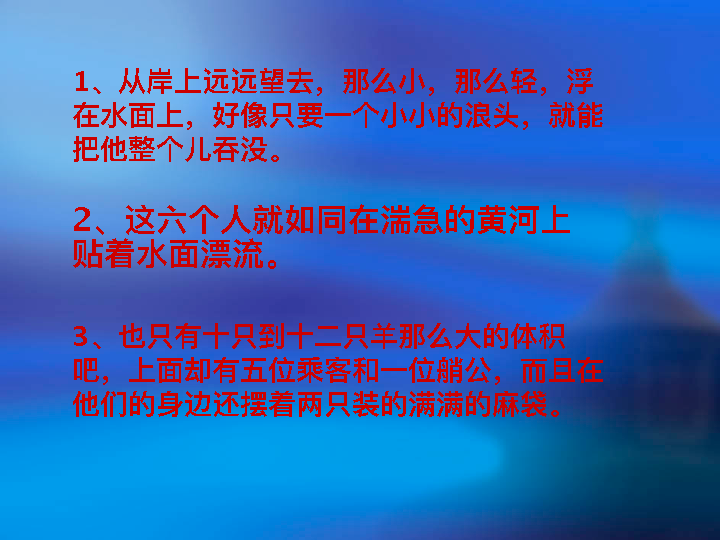 1、从岸上远远望去，那么小，那么轻，浮
在水面上，好像只要一个小小的浪头，就能
把他整个儿吞没。
2、这六个人就如同在湍急的黄河上
贴着水面漂流。
3、也只有十只到十二只羊那么大的体积
吧，上面却有五位乘客和一位艄公，而且在
他们的身边还摆着两只装的满满的麻袋。